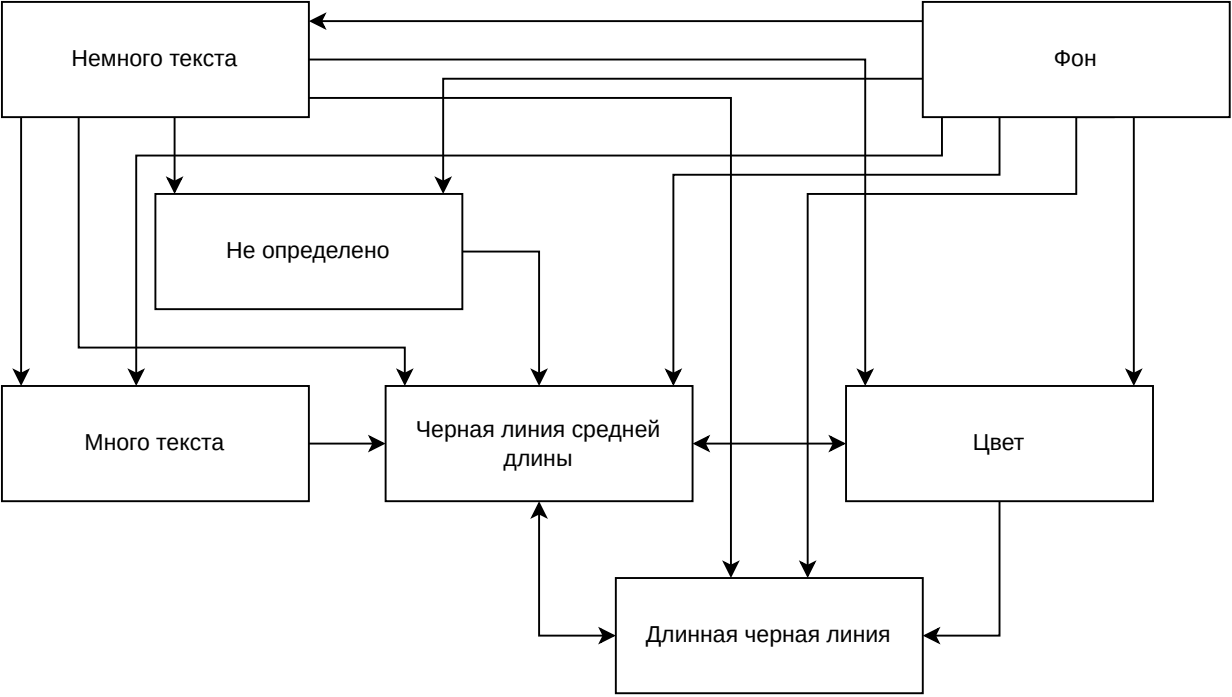 Немного текста
Фон
Не определено
Много текста
Черная линия средней
длины
Цвет
Длинная черная линия